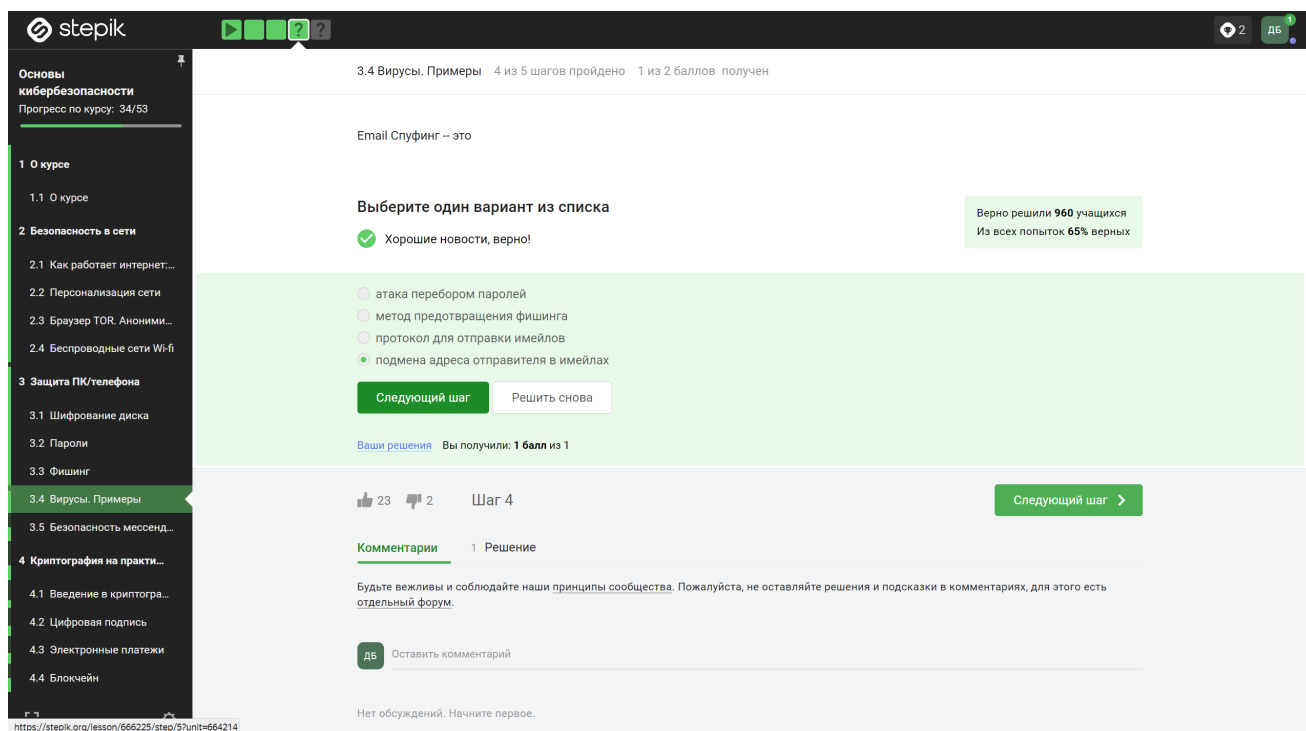 stepik
? ?
2
ДБ
1
Основы
кибербезопасности
Прогресс по курсу: 34/53
1 О курсе
1.1 О курсе
2 Безопасность в сети
2.1 Как работает интернет:...
2.2 Персонализация сети
2.3 Браузер TOR. Аноними...
2.4 Беспроводные сети Wi-fi
3 Защита ПК/телефона
3.1 Шифрование диска
3.2 Пароли
3.3 Фишинг
3.4 Вирусы. Примеры
3.5 Безопасность мессенд...
4 Криптография на практи...
4.1 Введение в криптогра...
4.2 Цифровая подпись
4.3 Электронные платежи
4.4 Блокчейн
https://stepik.org/lesson/666225/step/5?unit=664214
3.4 Вирусы. Примеры 4 из 5 шагов пройдено 1 из 2 баллов получен
Email Спуфинг -- это
Выберите один вариант из списка
Хорошие новости, верно!
Верно решили 960 учащихся
Из всех попыток 65% верных
атака перебором паролей
метод предотвращения фишинга
протокол для отправки имейлов
подмена адреса отправителя в имейлах
Следующий шаг
Решить снова
Ваши решения Вы получили: 1 балл из 1
23 2 Шаг 4
Следующий шаг
Комментарии 1 Решение
Будьте вежливы и соблюдайте наши принципы сообщества. Пожалуйста, не оставляйте решения и подсказки в комментариях, для этого есть
отдельный форум.
ДБ
Оставить комментарий
Нет обсуждений. Начните первое.